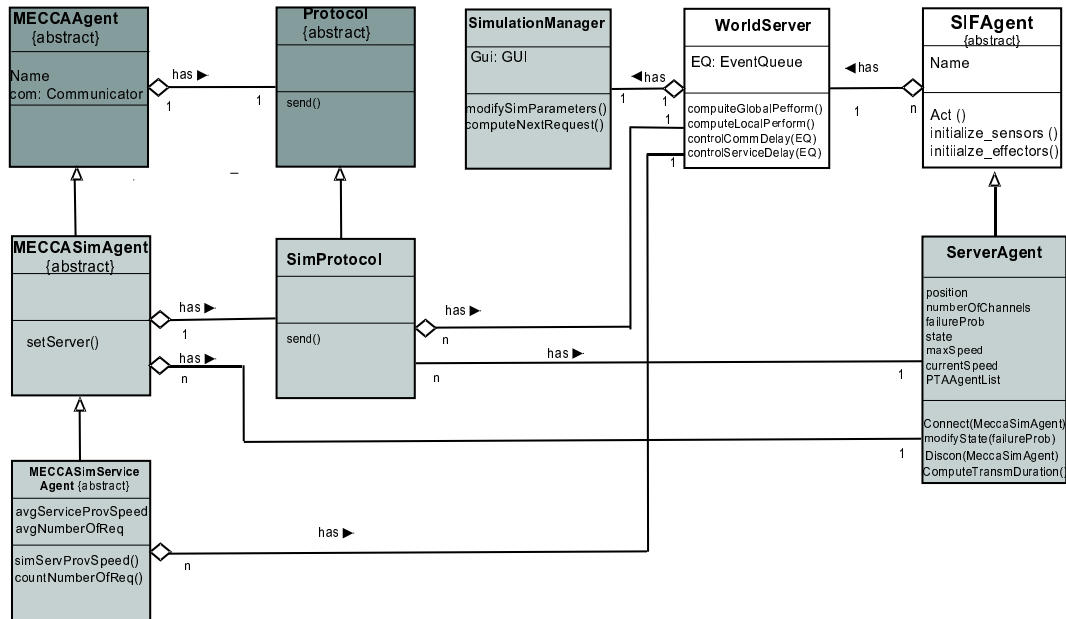 MECCAAgent
{abstract}
Name
com: Communicator
has ►
1
1
Protocol
{abstract}
send()
SimulationManager
Gui: GUI
modifySimParameters()
computeNextRequest()
◄has
1
1
WorldServer
EQ: EventQueue
compuiteGlobalPefform()
computeLocalPerform()
controlCommDelay(EQ)
controlServiceDelay(EQ)
1
1
◄has
1
n
SIFAgent
{abstract}
Name
Act ()
initialize_sensors ()
initiialze_effectors()
MECCASimAgent
{abstract}
setServer()
has ►
1
has ►
n
SimProtocol
send()
has ►
n
has ►
n
1
1
ServerAgent
position
numberOfChannels
failureProb
state
maxSpeed
currentSpeed
PTAAgentList
Connect(MeccaSimAgent)
modifyState(failureProb)
Discon(MeccaSimAgent)
ComputeTransmDuration()
MECCASimService
Agent {abstract}
avgServiceProvSpeed
avgNumberOfReq
simServProvSpeed()
countNumberOfReq()
has ►
n